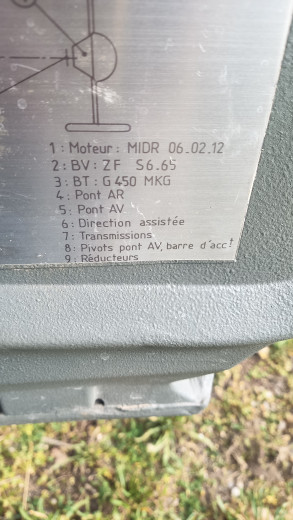 1 : Moteur : MIDR 06.02.12
2 : BV : ZF S6.65
3 : BT : G 450 MKG
4 : Pont AR
5 : Pont AV
6 : Direction assistée
7 : Transmissions
8 : Pivots pont AV, barre d'acc!
9 : Réducteurs